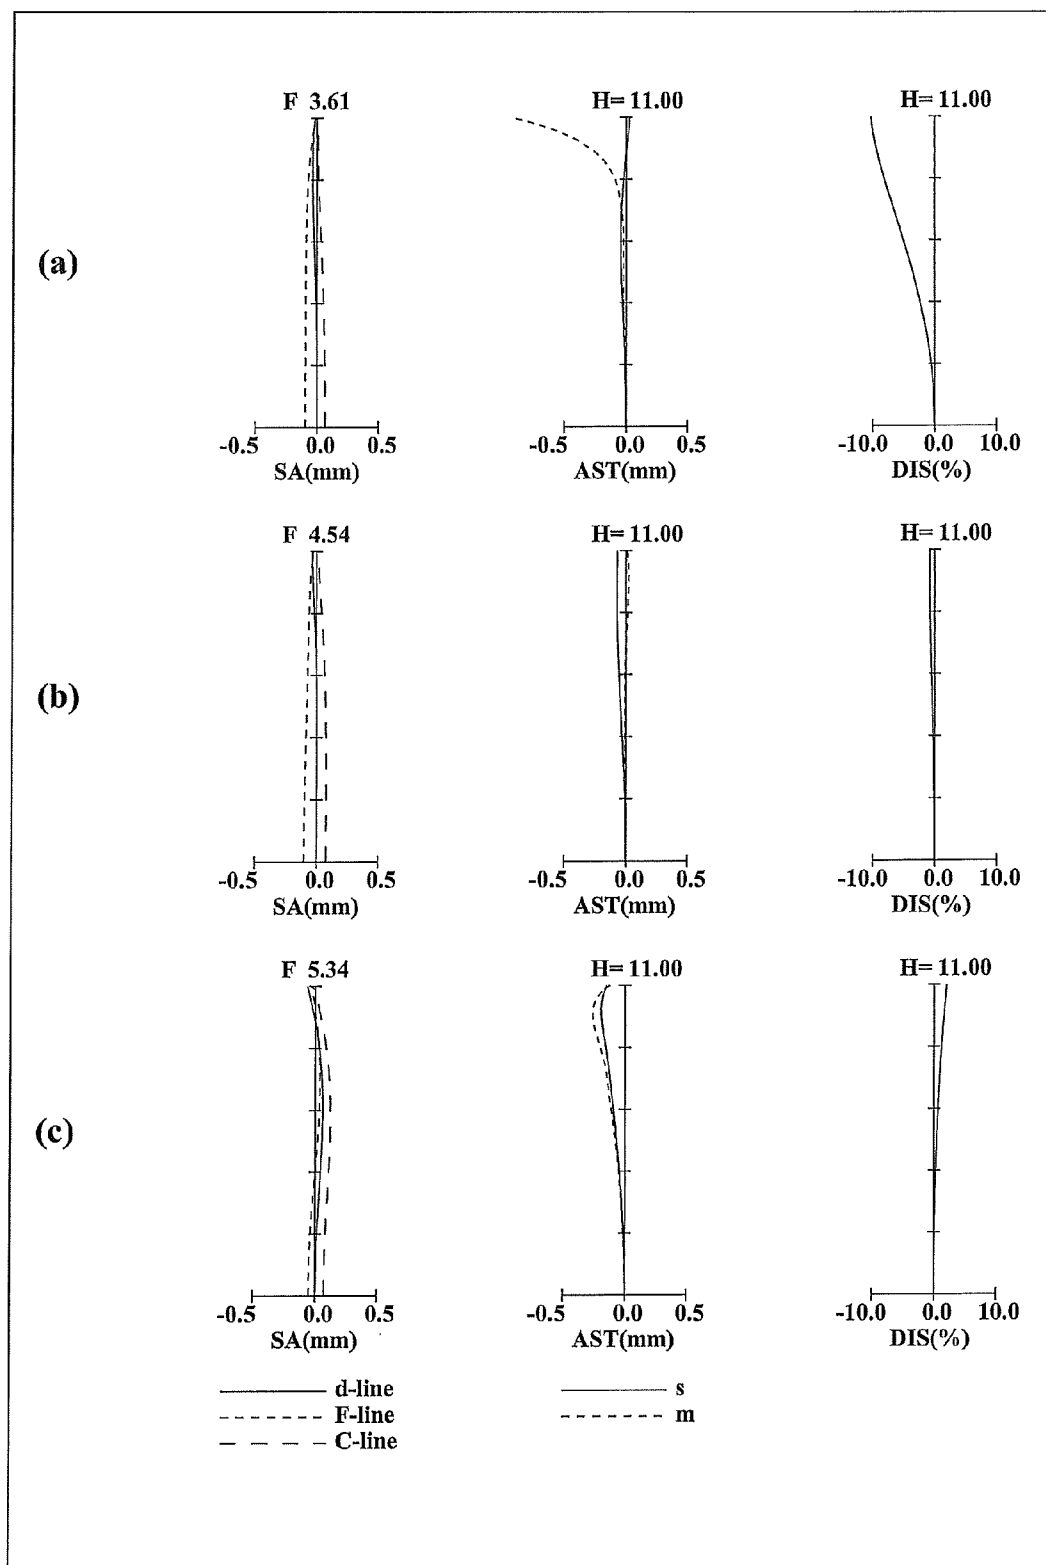 F 3.61 H= 11.00 H= 11.00
(a)
-0.5 0.0 0.5 -0.5 0.0 0.5 -10.0 0.0 10.0
SA(mm) AST(mm) DIS(%)
F 4.54 H= 11.00 H= 11.00
(b)
-0.5 0.0 0.5 -0.5 0.0 0.5 -10.0 0.0 10.0
SA(mm) AST(mm) DIS(%)
F 5.34 H= 11.00 H= 11.00
(c)
-0.5 0.0 0.5 -0.5 0.0 0.5 -10.0 0.0 10.0
SA(mm) AST(mm) DIS(%)
d-line s
F-line m
C-line